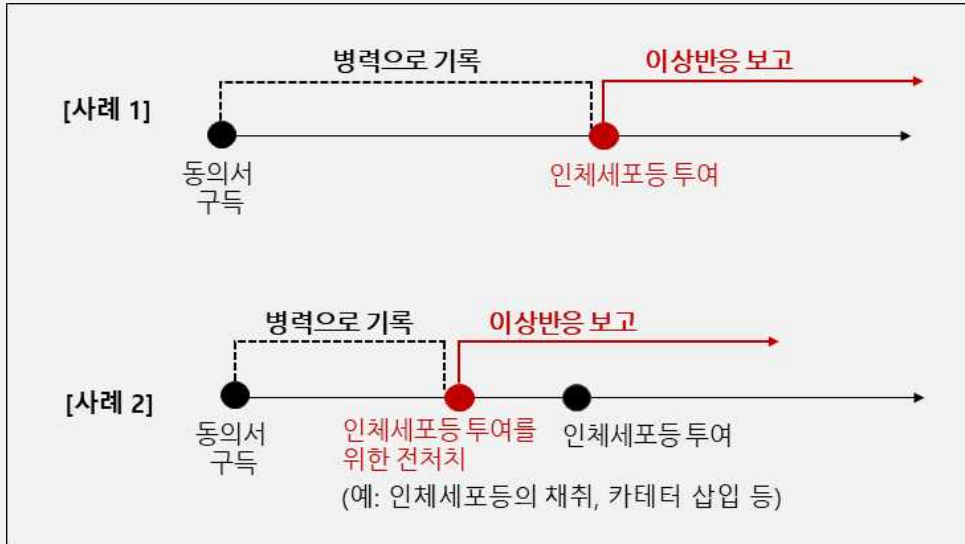 병력으로 기록
이상반응 보고
[사례 1]
동의서
구득
인체세포등 투여
병력으로 기록
이상반응 보고
[사례 2]
동의서
구득
인체세포등 투여를
위한 전처치
인체세포등 투여
(예: 인체세포등의 채취, 카테터 삽입 등)